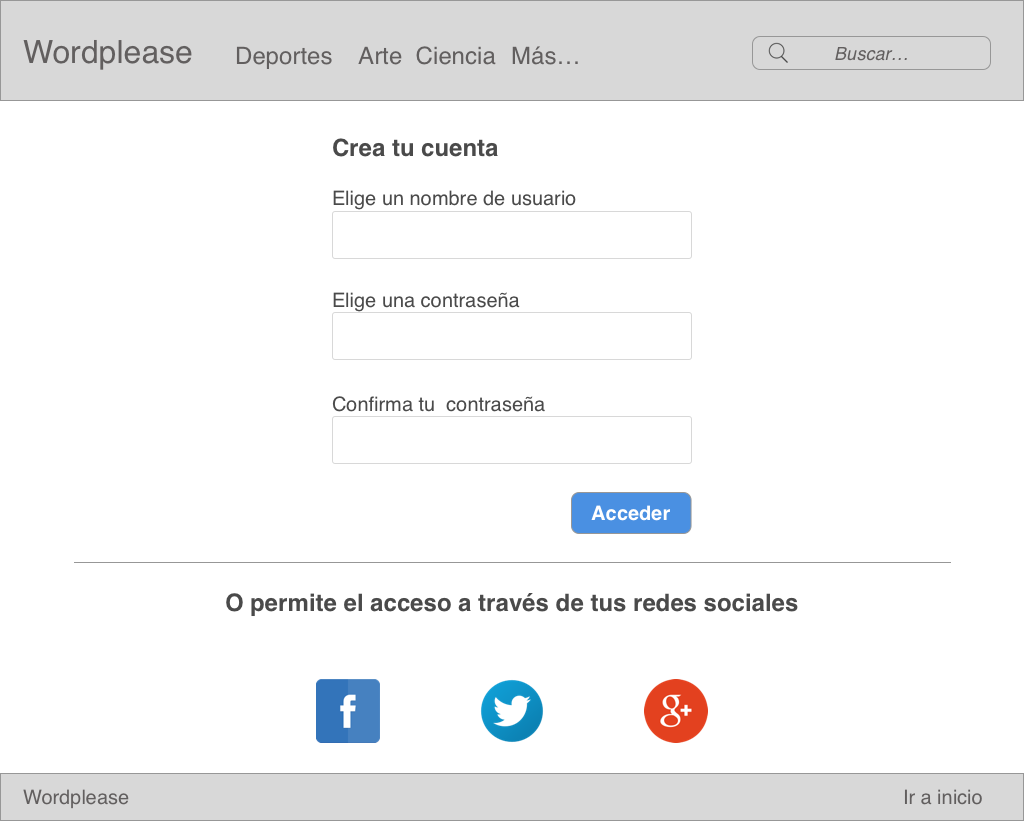 Wordplease Deportes Arte Ciencia Más… Buscar…
Crea tu cuenta
Elige un nombre de usuario
Elige una contraseña
Confirma tu  contraseña
Acceder
O permite el acceso a través de tus redes sociales
f g+
Wordplease Ir a inicio